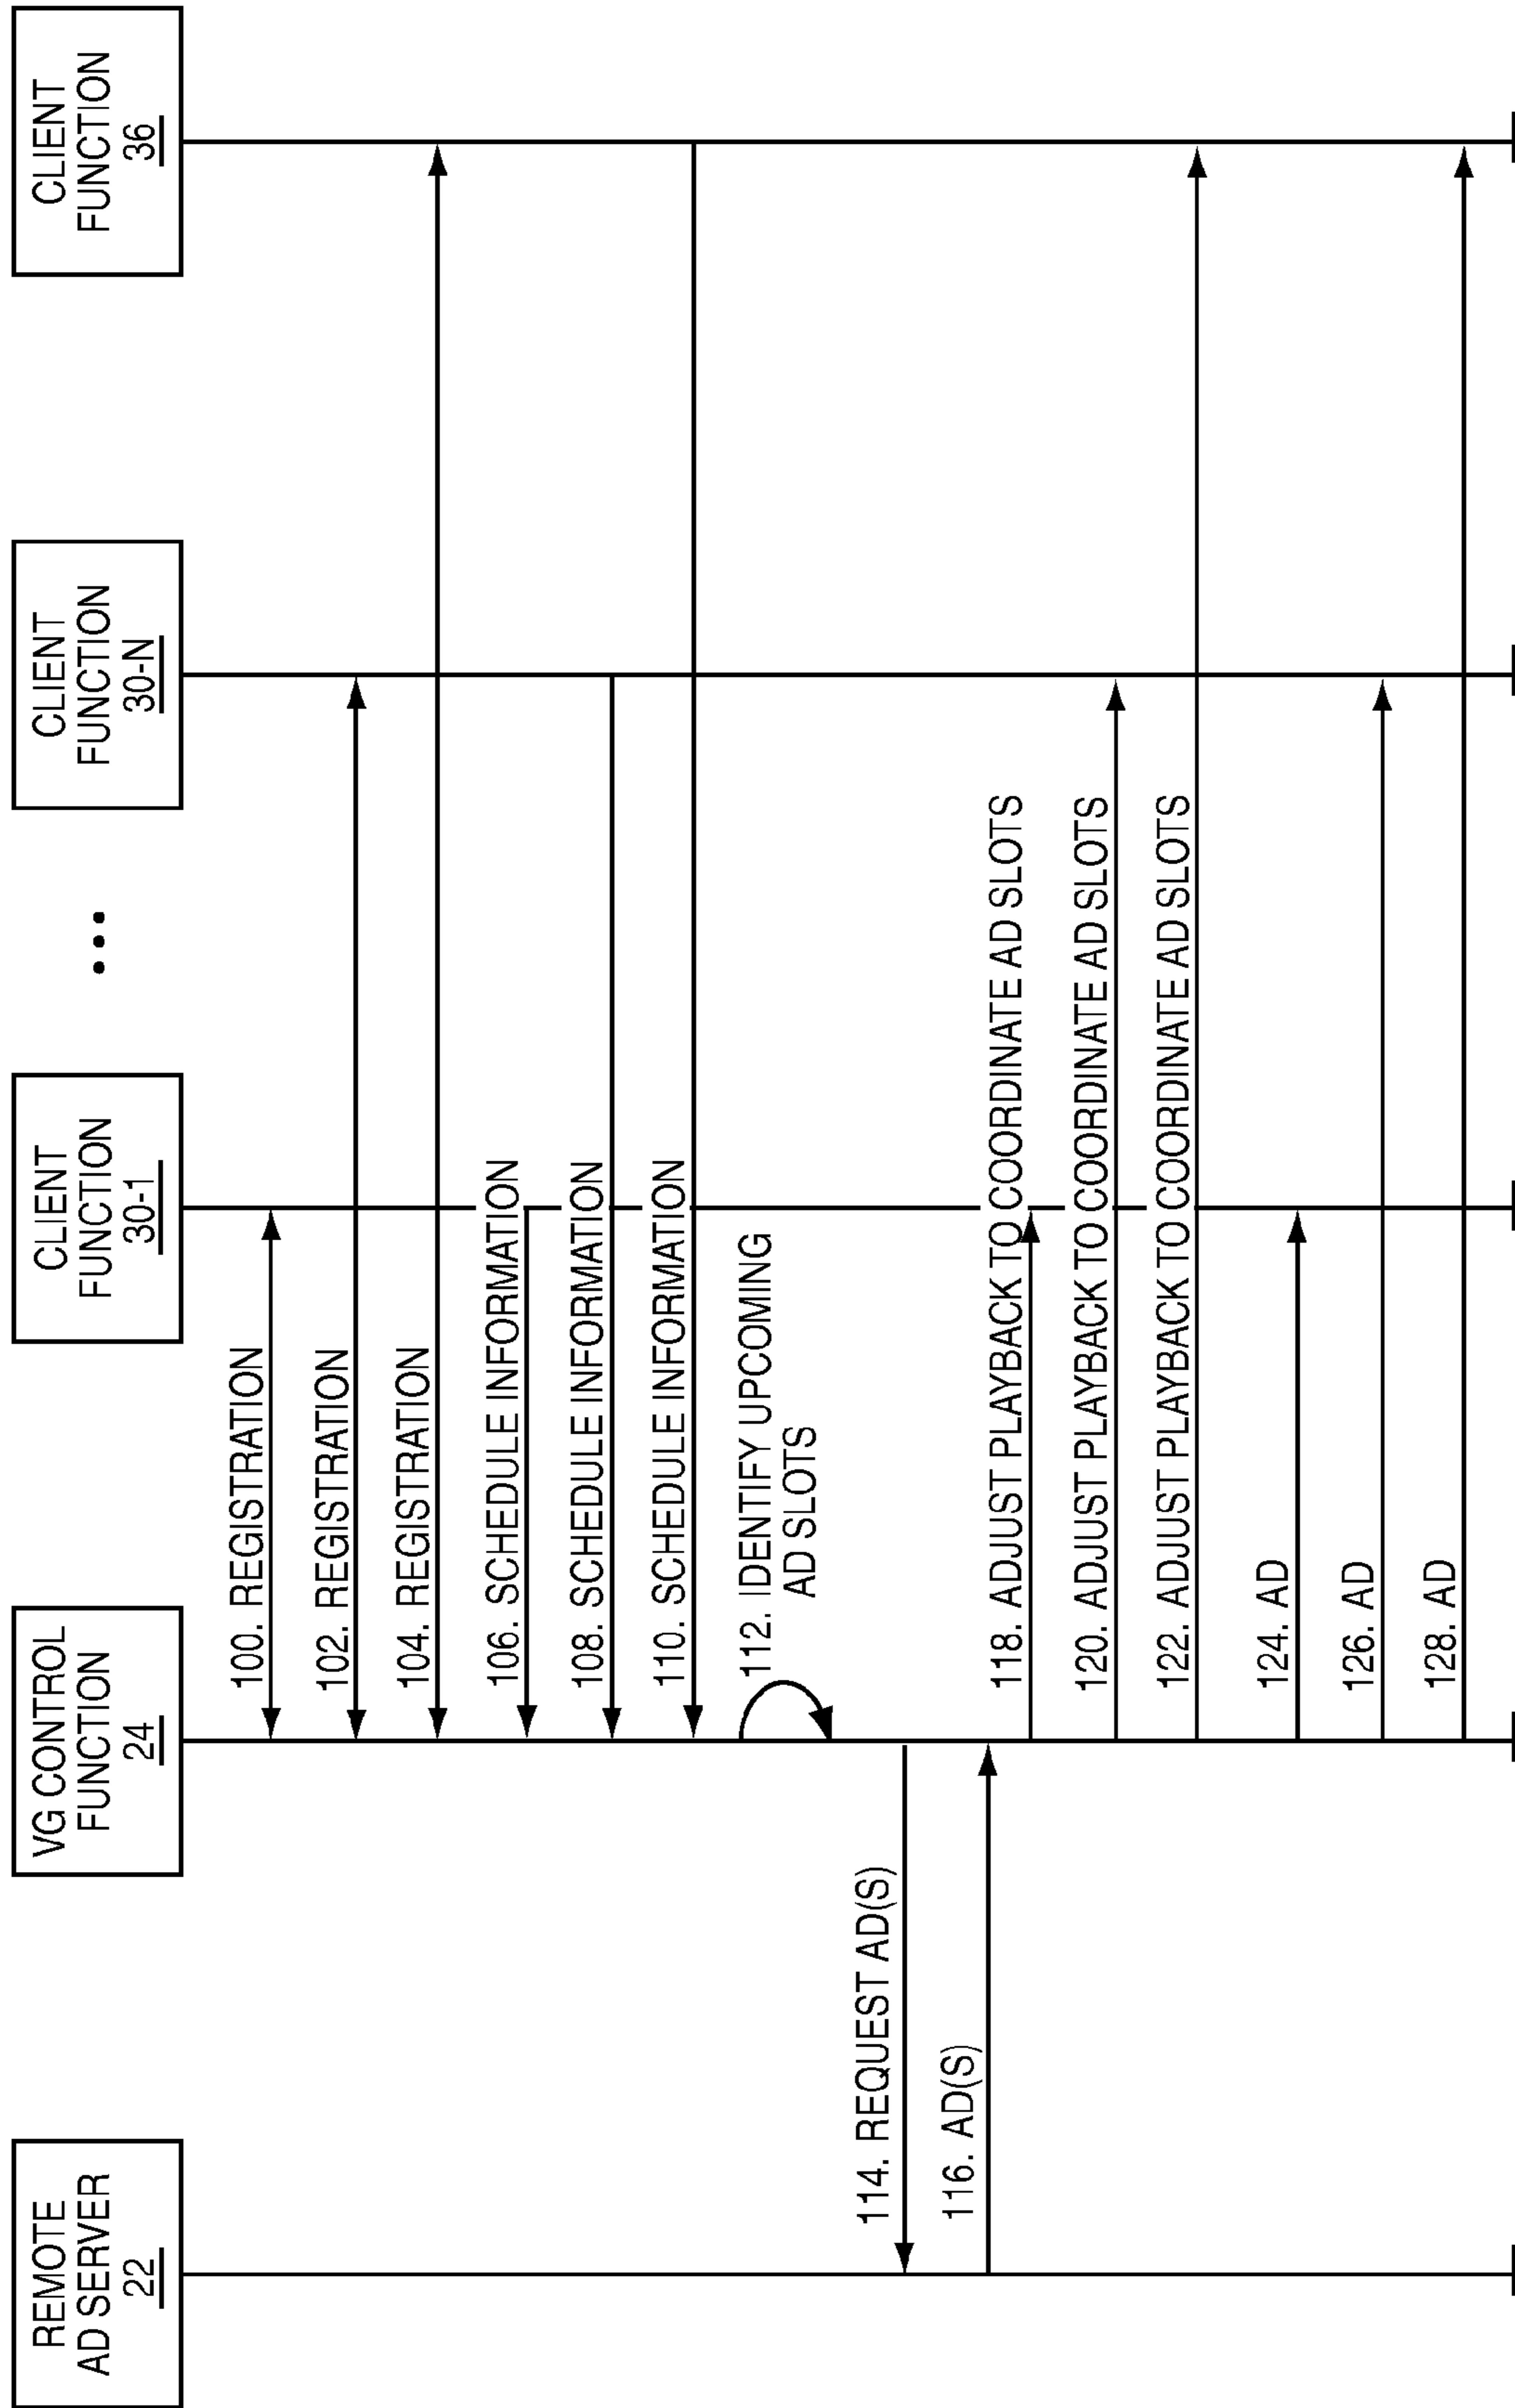 REMOTE
AD SERVER
22
VG CONTROL
FUNCTION
24
CLIENT
FUNCTION
30-1
...
CLIENT
FUNCTION
30-N
CLIENT
FUNCTION
36
100. REGISTRATION
102. REGISTRATION
104. REGISTRATION
106. SCHEDULE INFORMATION
108. SCHEDULE INFORMATION
110. SCHEDULE INFORMATION
112. IDENTIFY UPCOMING
AD SLOTS
114. REQUEST AD(S)
116. AD(S)
118. ADJUST PLAYBACK TO COORDINATE AD SLOTS
120. ADJUST PLAYBACK TO COORDINATE AD SLOTS
122. ADJUST PLAYBACK TO COORDINATE AD SLOTS
124. AD
126. AD
128. AD